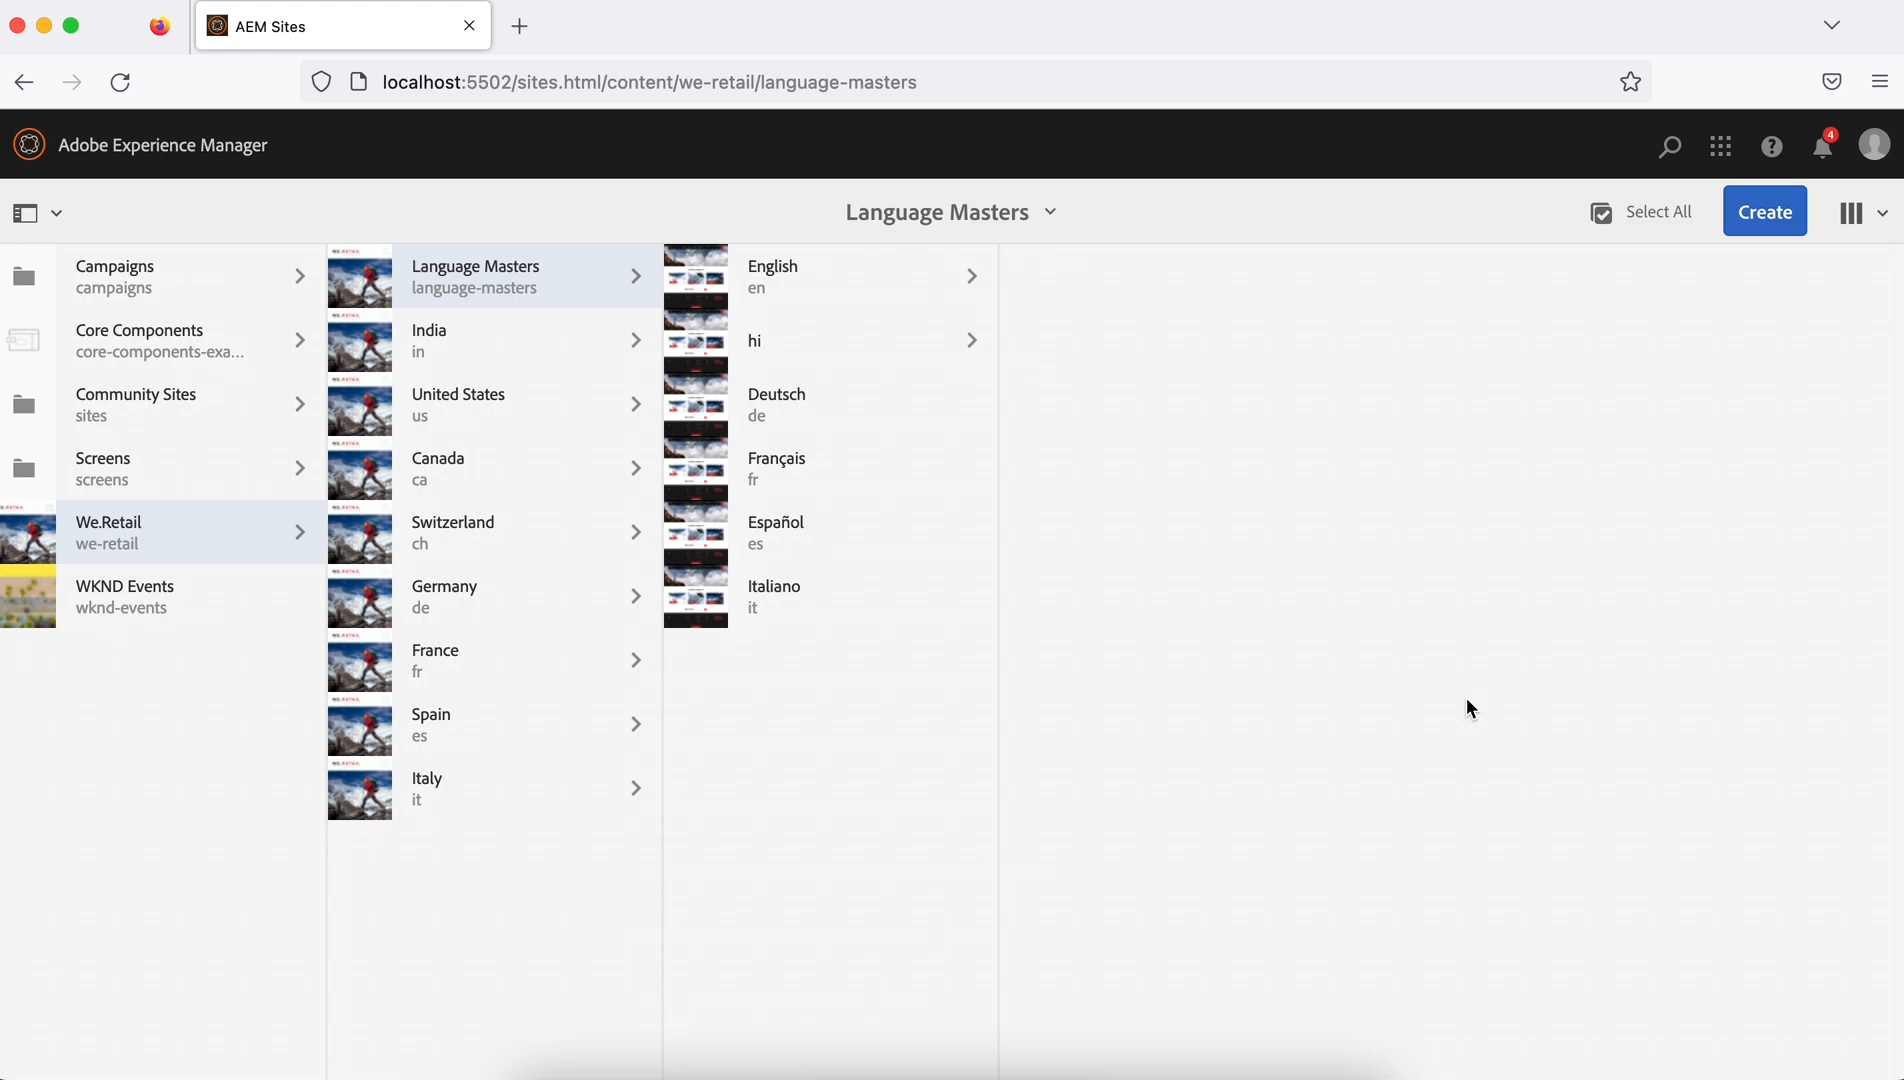 AEM Sites
localhost:5502/sites.html/content/we-retail/language-masters
Adobe Experience Manager
4
Language Masters
Select All
Create
Campaigns
campaigns
Core Components
core-components-exa...
Community Sites
sites
Screens
screens
We.Retail
we-retail
WKND Events
wknd-events
Language Masters
language-masters
India
in
United States
us
Canada
ca
Switzerland
ch
Germany
de
France
fr
Spain
es
Italy
it
English
en
hi
Deutsch
de
Français
fr
Español
es
Italiano
it